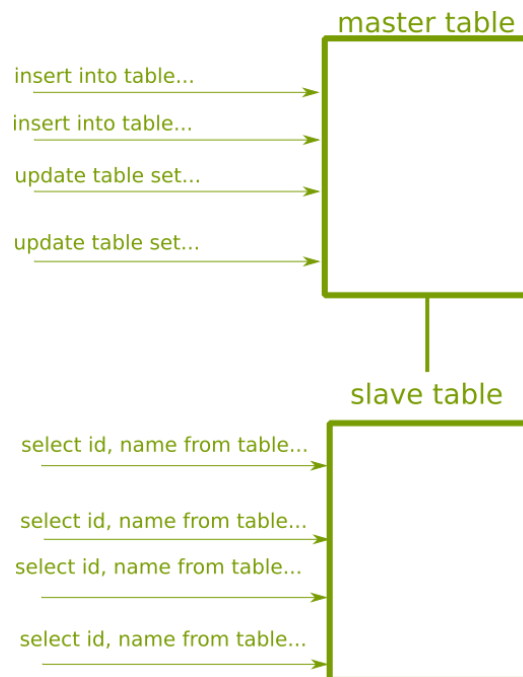 master table
insert into table...
insert into table...
update table set...
update table set...
slave table
select id, name from table...
select id, name from table...
select id, name from table...
select id, name from table...